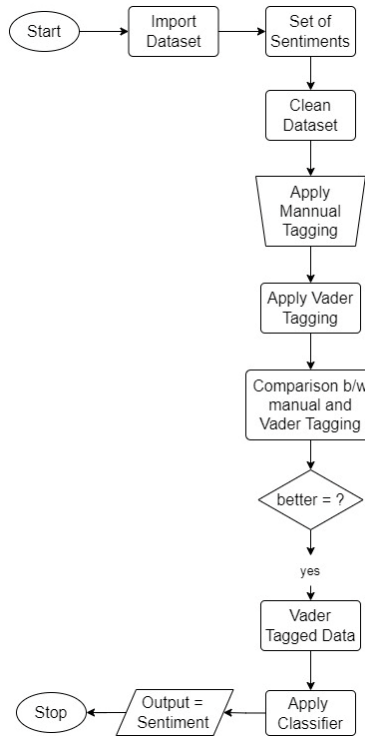 Start
Import
Dataset
Set of
Sentiments
Clean
Dataset
Apply
Mannual
Tagging
Apply Vader
Tagging
Comparison b/w
manual and
Vader Tagging
better = ?
yes
Vader
Tagged Data
Apply
Classifier
Output =
Sentiment
Stop